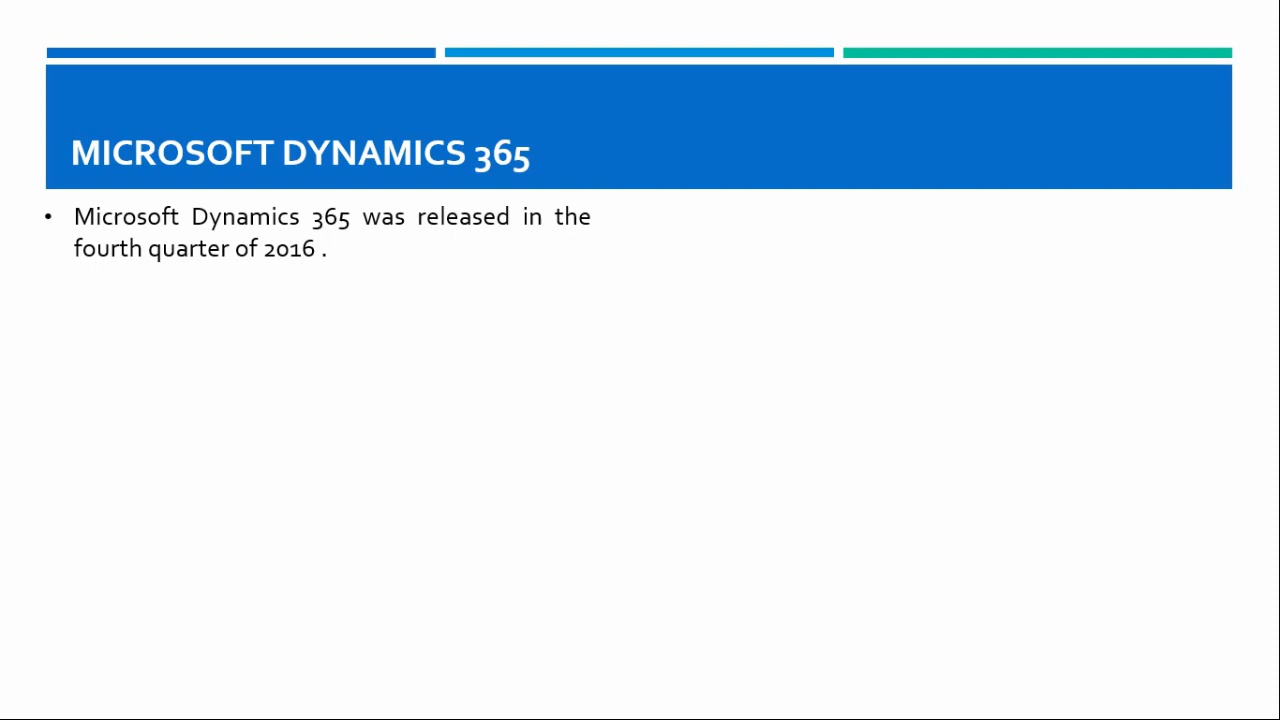 MICROSOFT DYNAMICS 365
• Microsoft Dynamics 365 was released in the
fourth quarter of 2016 .